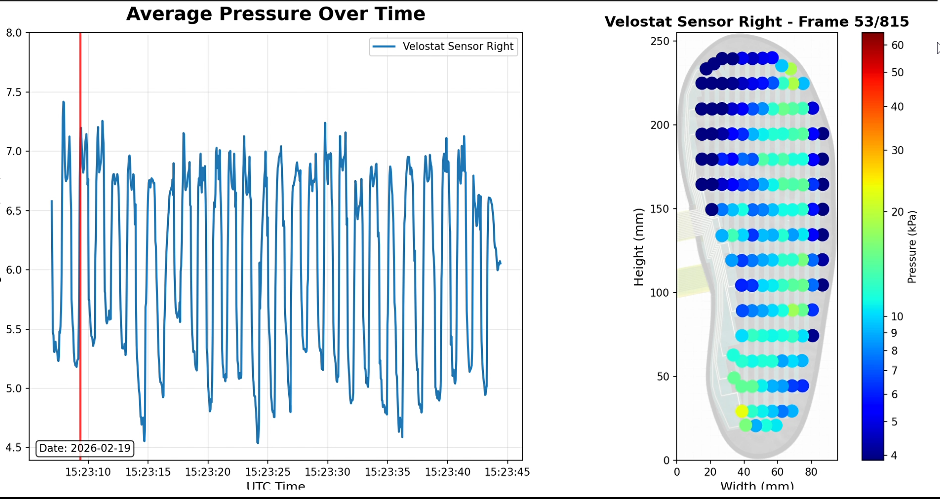 Average Pressure Over Time
8.0
7.5
7.0
6.5
6.0
5.5
5.0
4.5
Velostat Sensor Right
Date: 2026-02-19
15:23:10 15:23:15 15:23:20 15:23:25 15:23:30 15:23:35 15:23:40 15:23:45
UTC Time
Velostat Sensor Right - Frame 53/815
Height (mm)
250
200
150
100
50
0
0 20 40 60 80
Width (mm)
60
50
40
30
20
10
9
8
7
6
5
4
Pressure (kPa)